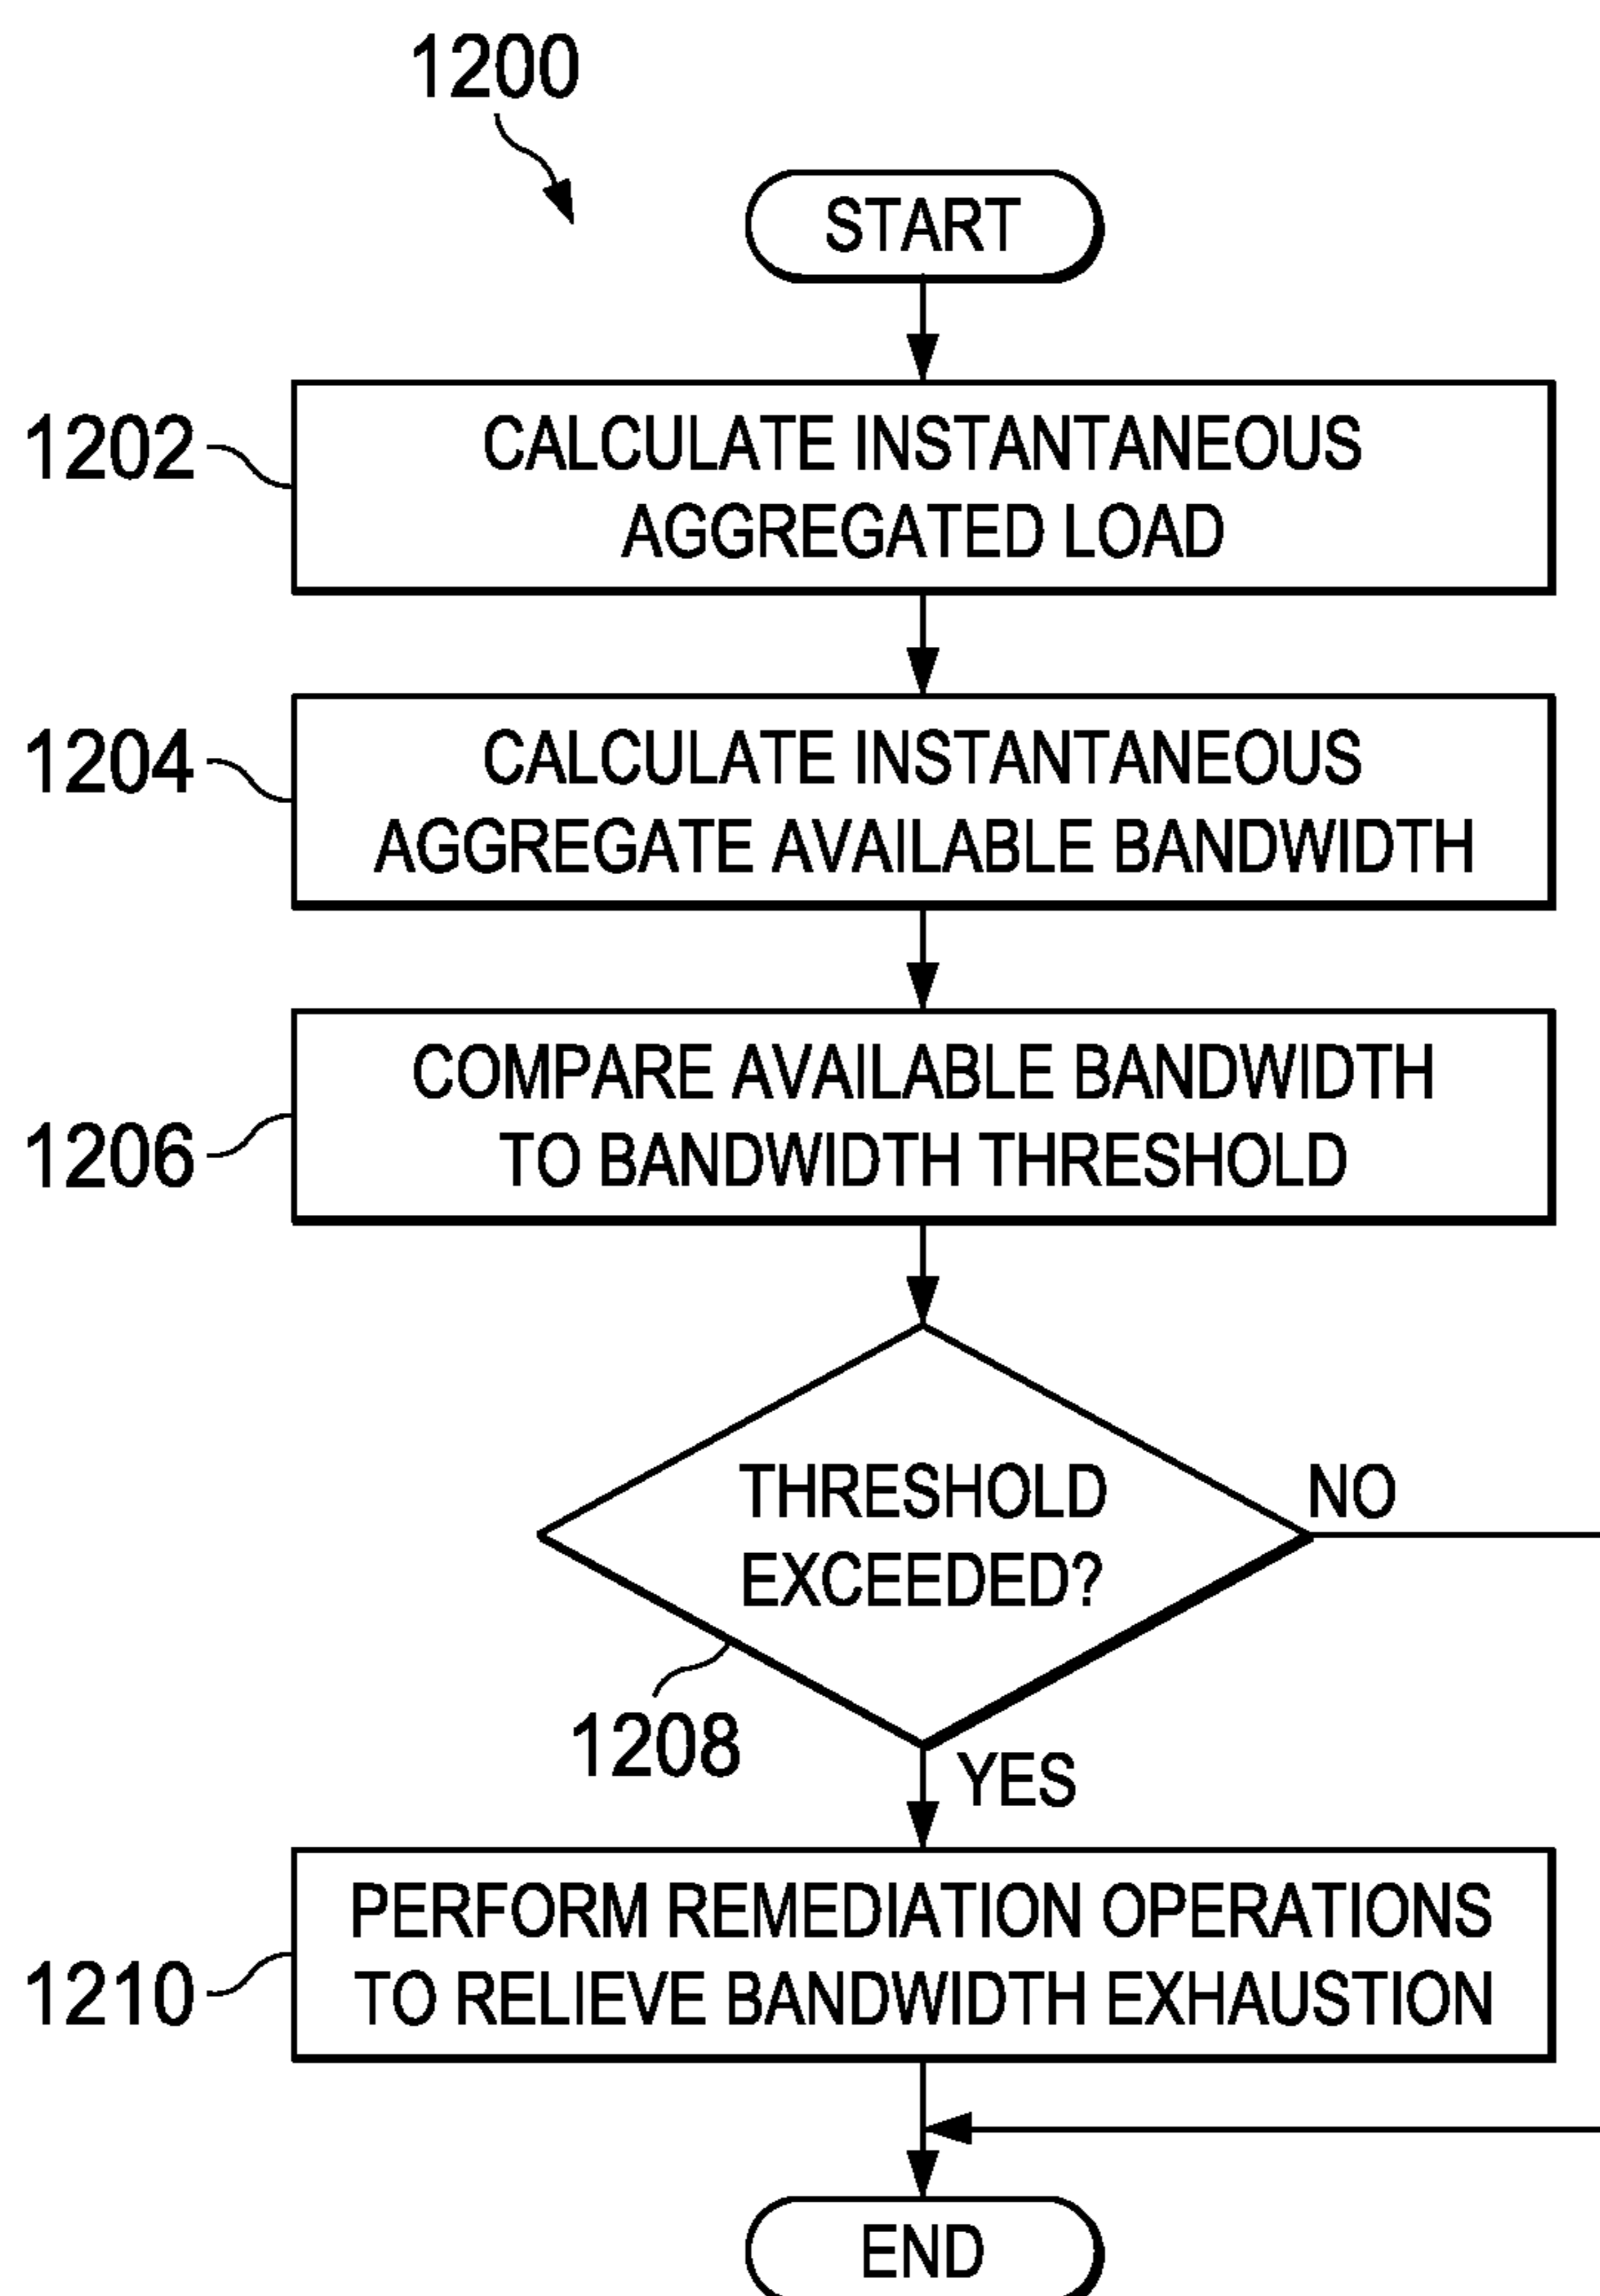 1200
START
1202
CALCULATE INSTANTANEOUS
AGGREGATED LOAD
1204
CALCULATE INSTANTANEOUS
AGGREGATE AVAILABLE BANDWIDTH
1206
COMPARE AVAILABLE BANDWIDTH
TO BANDWIDTH THRESHOLD
THRESHOLD
EXCEEDED?
NO
1208
YES
1210
PERFORM REMEDIATION OPERATIONS
TO RELIEVE BANDWIDTH EXHAUSTION
END